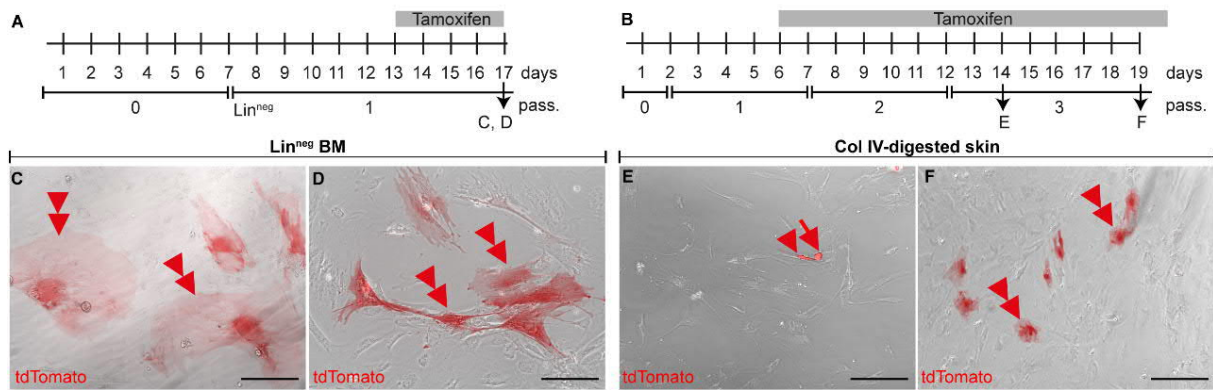 A
Tamoxifen
1 2 3 4 5 6 7 8 9 10 11 12 13 14 15 16 17 days
0 Lin^neg 1 pass.
C, D
B
Tamoxifen
1 2 3 4 5 6 7 8 9 10 11 12 13 14 15 16 17 18 19 days
0 1 2 3 pass.
E F
Lin^neg BM
Col IV-digested skin
C
tdTomato
D
tdTomato
E
tdTomato
F
tdTomato